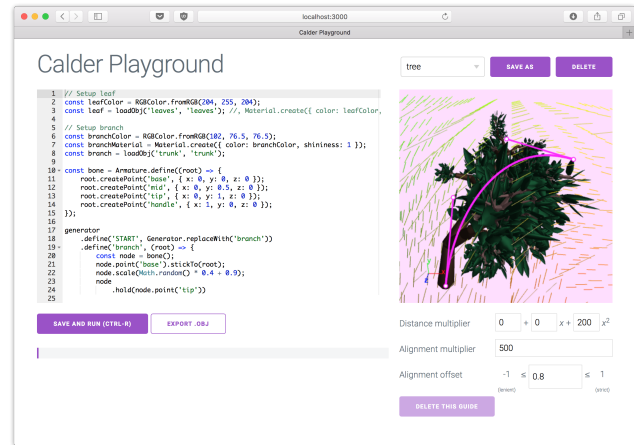 localhost:3000
Calder Playground
Calder Playground
tree
SAVE AS
DELETE
1 // Setup leaf
2 const leafColor = RGBColor.fromRGB(204, 255, 204);
3 const leaf = loadObj('leaves', 'leaves'); //, Material.create({ color: leafColor,
4
5 // Setup branch
6 const branchColor = RGBColor.fromRGB(102, 76.5, 76.5);
7 const branchMaterial = Material.create({ color: branchColor, shininess: 1 });
8 const branch = loadObj('trunk', 'trunk');
9
10 const bone = Armature.define((root) => {
11 root.createPoint('base', { x: 0, y: 0, z: 0 });
12 root.createPoint('mid', { x: 0, y: 0.5, z: 0 });
13 root.createPoint('tip', { x: 0, y: 1, z: 0 });
14 root.createPoint('handle', { x: 1, y: 0, z: 0 });
15 });
16
17 generator
18 .define('START', Generator.replaceWith('branch'))
19 .define('branch', (root) => {
20 const node = bone();
21 node.point('base').stickTo(root);
22 node.scale(Math.random() * 0.4 + 0.9);
23 node
24 .hold(node.point('tip'))
25
SAVE AND RUN (CTRL-R)
EXPORT .OBJ
Distance multiplier 0 + 0 x + 200 x²
Alignment multiplier 500
Alignment offset -1 ≤ 0.8 ≤ 1
(lenient) (strict)
DELETE THIS GUIDE